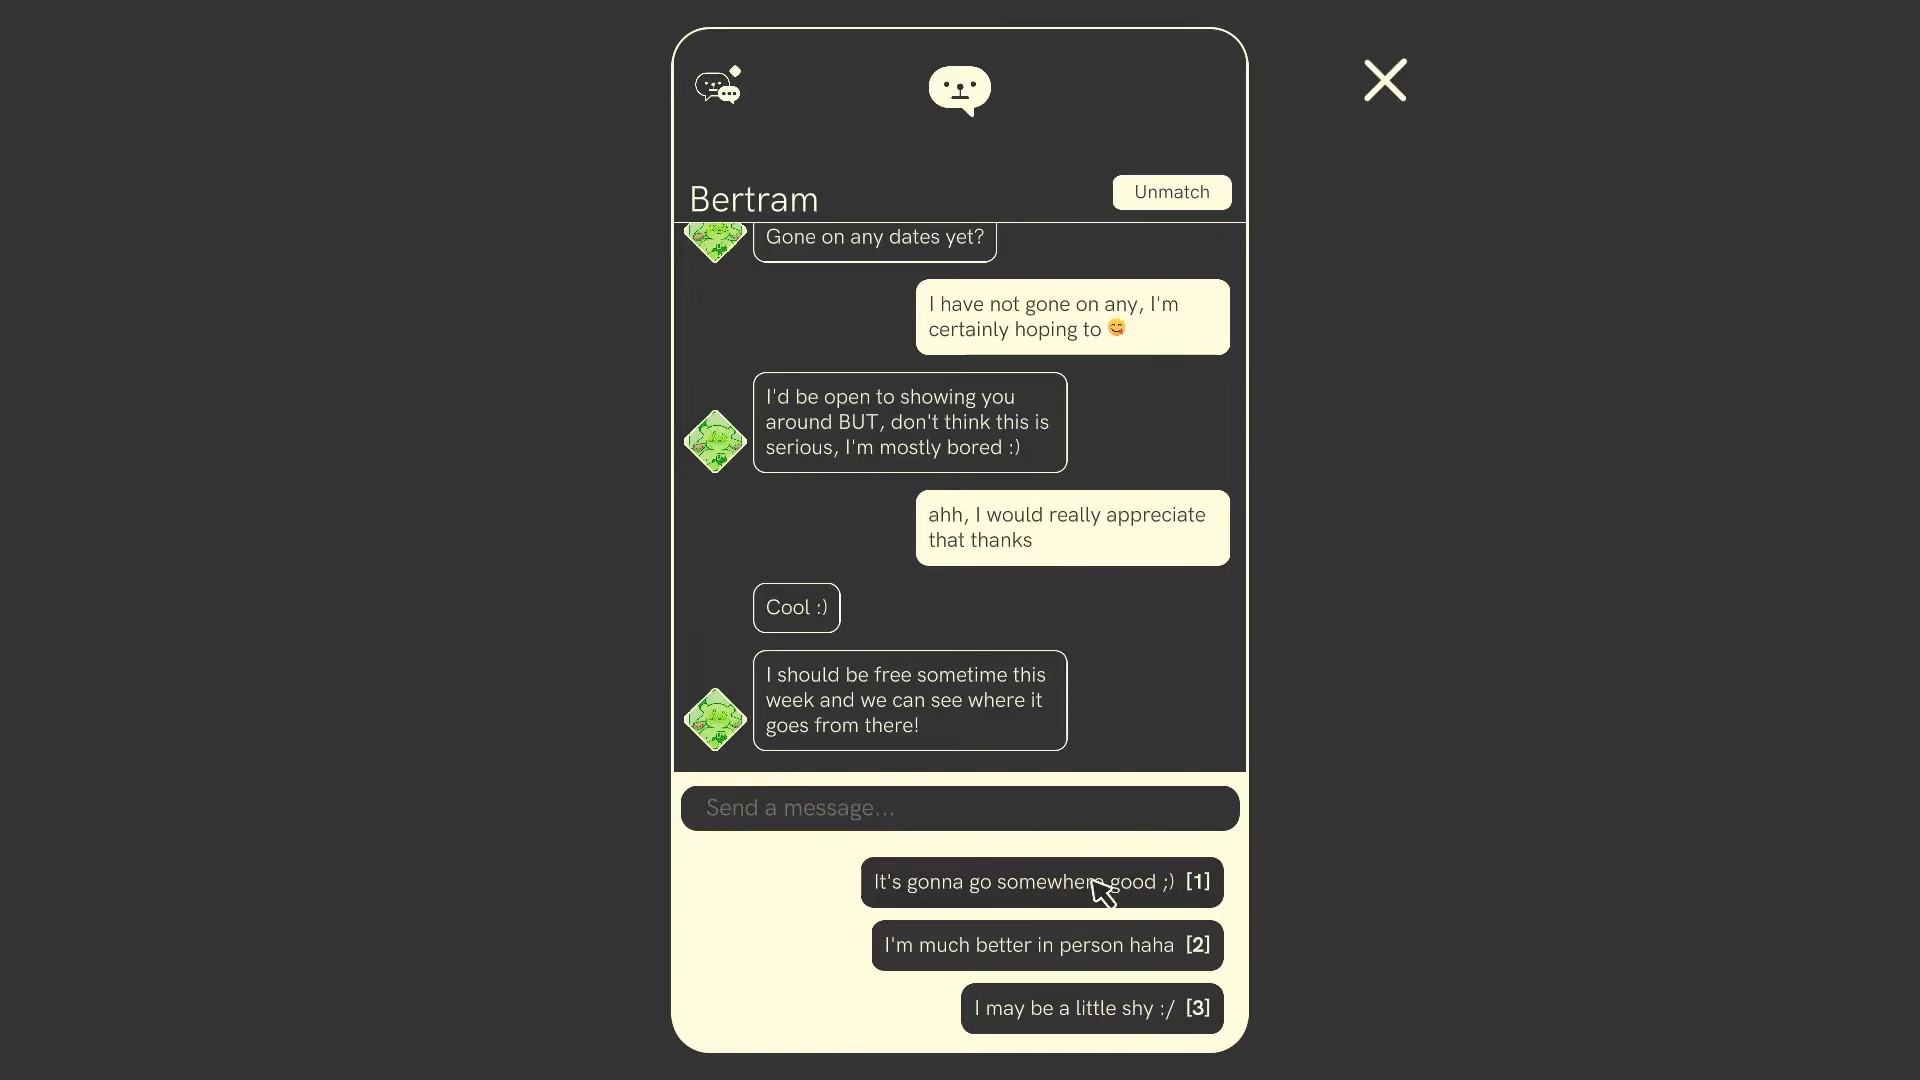 Bertram
Unmatch
Gone on any dates yet?
I have not gone on any, I'm
certainly hoping to 😋
I'd be open to showing you
around BUT, don't think this is
serious, I'm mostly bored :)
ahh, I would really appreciate
that thanks
Cool :)
I should be free sometime this
week and we can see where it
goes from there!
Send a message...
It's gonna go somewhere good ;) [1]
I'm much better in person haha [2]
I may be a little shy :/ [3]